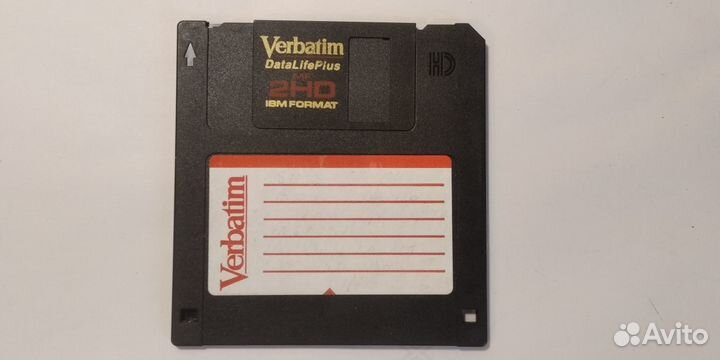 Verbatim
DataLifePlus
MF
2HD
IBM FORMAT
HD
Verbatim
Avito